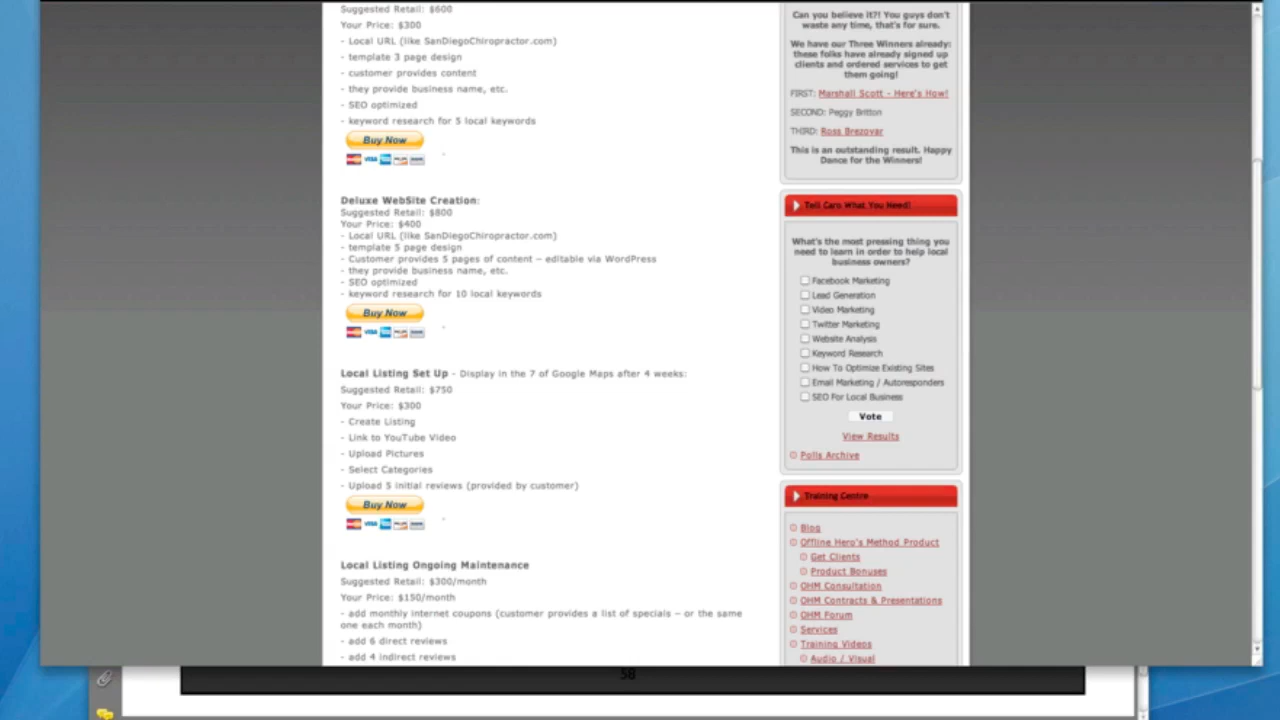 Suggested Retail: $600
Your Price: $300
- Local URL (like SanDiegoChiropractor.com)
- template 3 page design
- customer provides content
- they provide business name, etc.
- SEO optimized
- keyword research for 5 local keywords
Buy Now
VISA
Deluxe WebSite Creation:
Suggested Retail: $800
Your Price: $400
- Local URL (like SanDiegoChiropractor.com)
- template 5 page design
- Customer provides 5 pages of content – editable via WordPress
- they provide business name, etc.
- SEO optimized
- keyword research for 10 local keywords
Buy Now
VISA
Local Listing Set Up - Display in the 7 of Google Maps after 4 weeks:
Suggested Retail: $750
Your Price: $300
- Create Listing
- Link to YouTube Video
- Upload Pictures
- Select Categories
- Upload 5 initial reviews (provided by customer)
Buy Now
VISA
Local Listing Ongoing Maintenance
Suggested Retail: $300/month
Your Price: $150/month
- add monthly internet coupons (customer provides a list of specials – or the same
one each month)
- add 6 direct reviews
- add 4 indirect reviews
Can you believe it?! You guys don't
waste any time, that's for sure.
We have our Three Winners already:
these folks have already signed up
clients and ordered services to get
them going!
FIRST: Marshall Scott - Here's How!
SECOND: Peggy Britton
THIRD: Ross Brezovar
This is an outstanding result. Happy
Dance for the Winners!
Tell Caro What You Need!
What's the most pressing thing you
need to learn in order to help local
business owners?
Facebook Marketing
Lead Generation
Video Marketing
Twitter Marketing
Website Analysis
Keyword Research
How To Optimize Existing Sites
Email Marketing / Autoresponders
SEO For Local Business
Vote
View Results
Polls Archive
Training Centre
Blog
Offline Hero's Method Product
Get Clients
Product Bonuses
OHM Consultation
OHM Contracts & Presentations
OHM Forum
Services
Training Videos
Audio / Visual
58